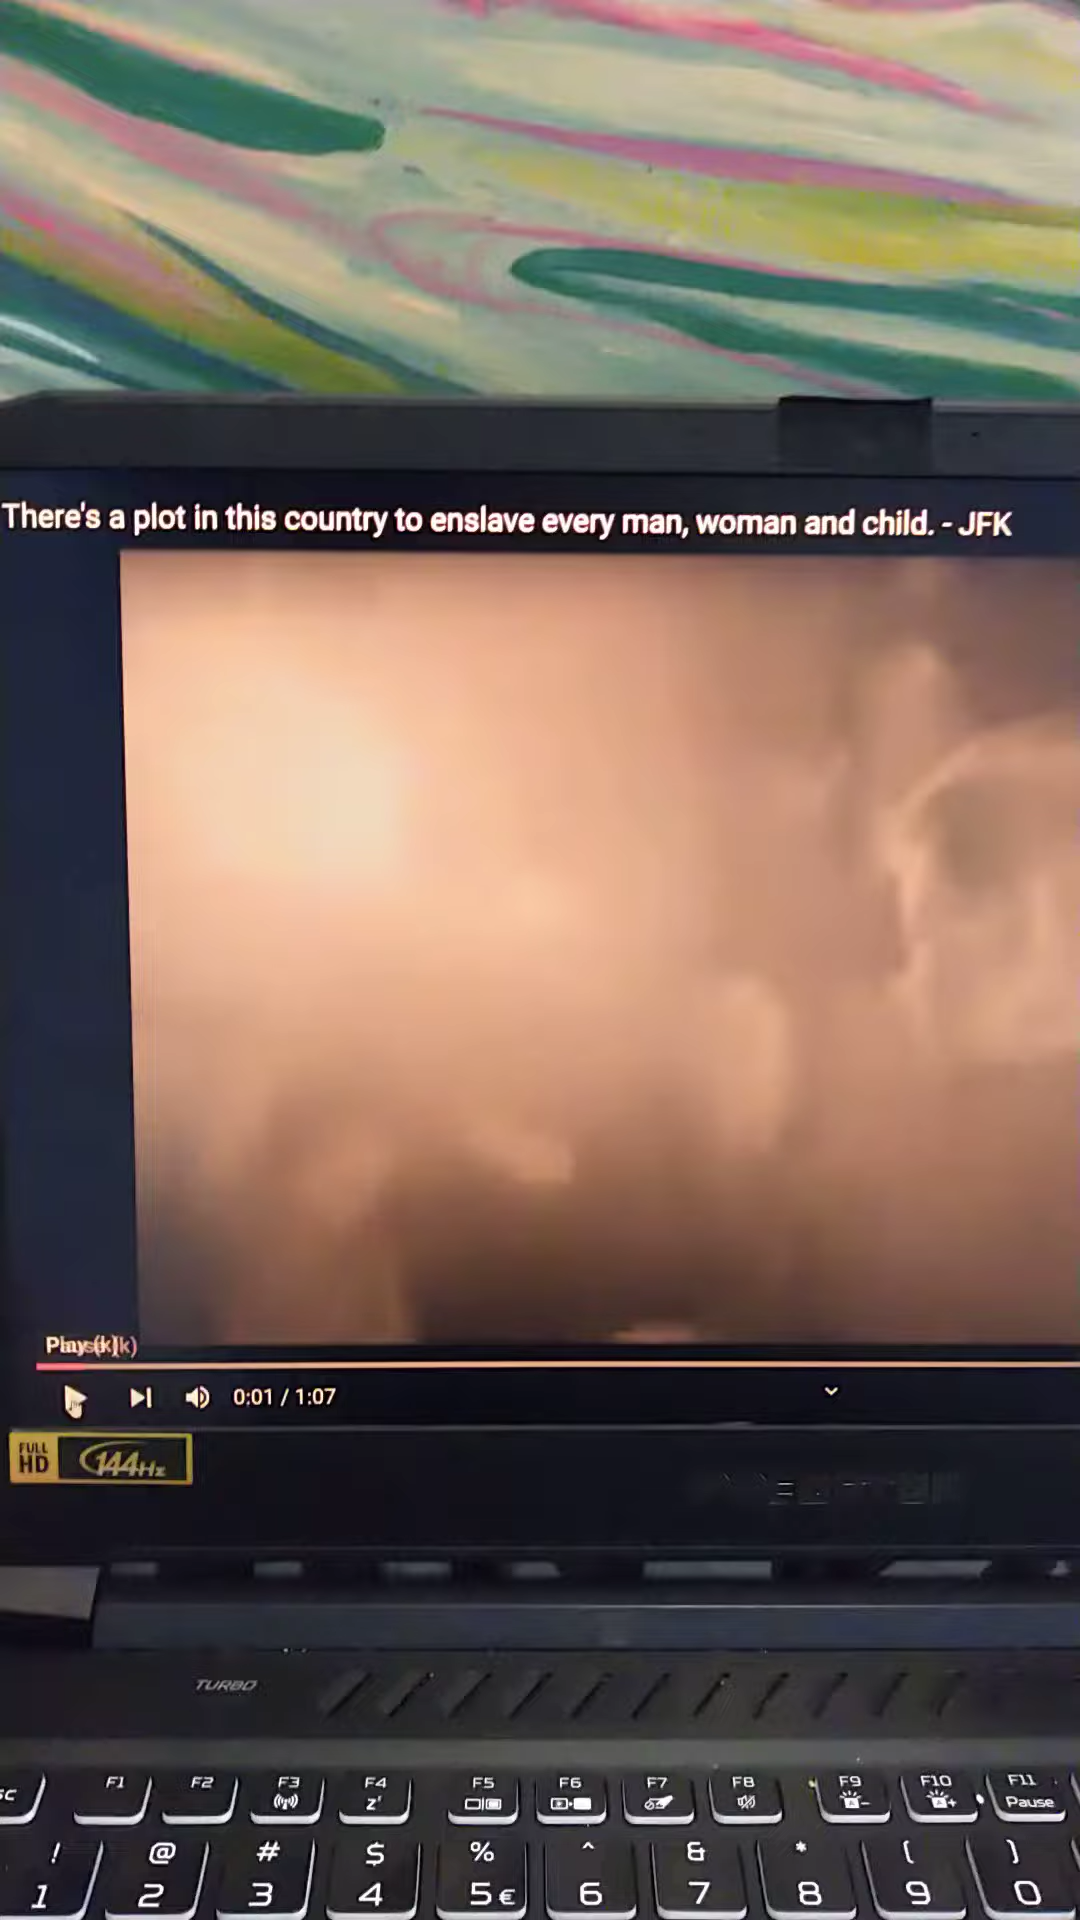 There's a plot in this country to enslave every man, woman and child. - JFK
Play (k)
0:01 / 1:07
FULL HD 144Hz
TURBO
F1 F2 F3 F4 F5 F6 F7 F8 F9 F10 F11
z Pause
! @ # $ % ^ & * ( )
1 2 3 4 5 € 6 7 8 9 0